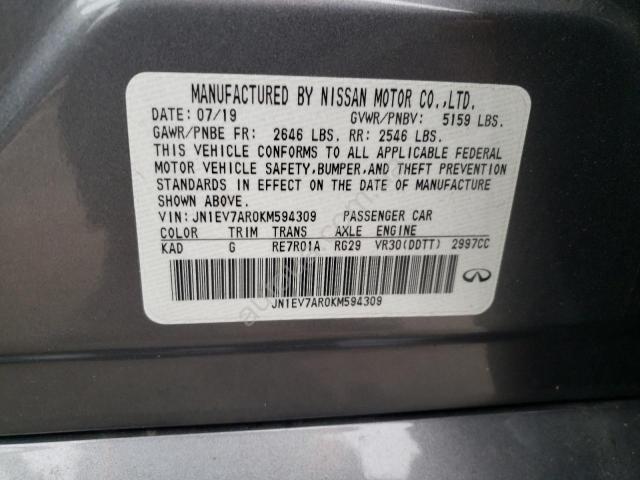 MANUFACTURED BY NISSAN MOTOR CO.,LTD.
DATE: 07/19 GVWR/PNBV: 5159 LBS.
GAWR/PNBE FR: 2646 LBS. RR: 2546 LBS.
THIS VEHICLE CONFORMS TO ALL APPLICABLE FEDERAL
MOTOR VEHICLE SAFETY,BUMPER,AND THEFT PREVENTION
STANDARDS IN EFFECT ON THE DATE OF MANUFACTURE
SHOWN ABOVE.
VIN: JN1EV7AR0KM594309 PASSENGER CAR
COLOR TRIM TRANS AXLE ENGINE
KAD G RE7R01A RG29 VR30(DDTT) 2997CC
JN1EV7AR0KM594309